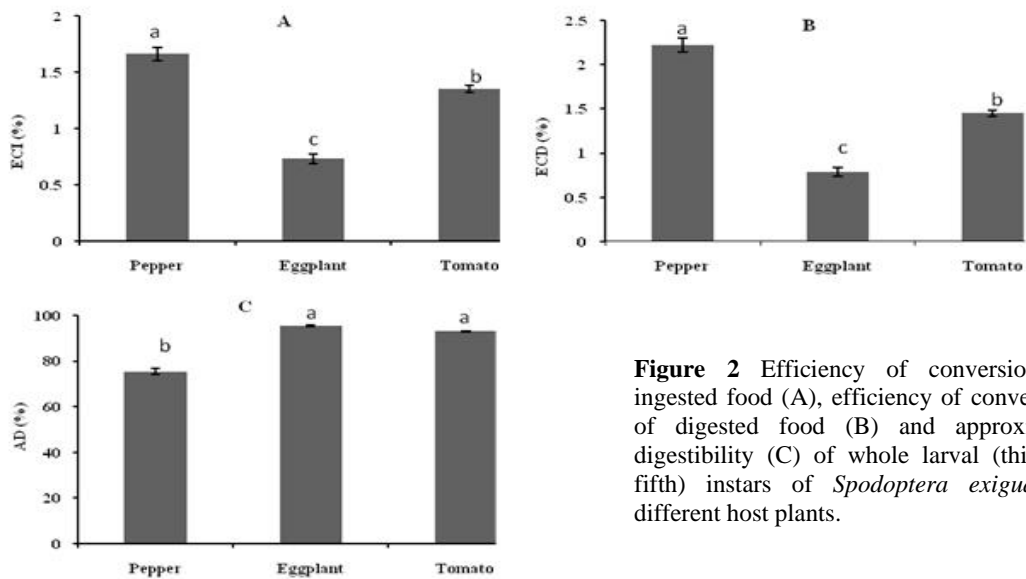 A
2
1.5
1
0.5
0
ECI (%)
a
c
b
Pepper Eggplant Tomato
B
2.5
2
1.5
1
0.5
0
ECD (%)
a
c
b
Pepper Eggplant Tomato
C
100
80
60
40
20
0
AD (%)
b
a
a
Pepper Eggplant Tomato
Figure 2 Efficiency of conversio
ingested food (A), efficiency of conve
of digested food (B) and approx
digestibility (C) of whole larval (thi
fifth) instars of Spodoptera exigu
different host plants.